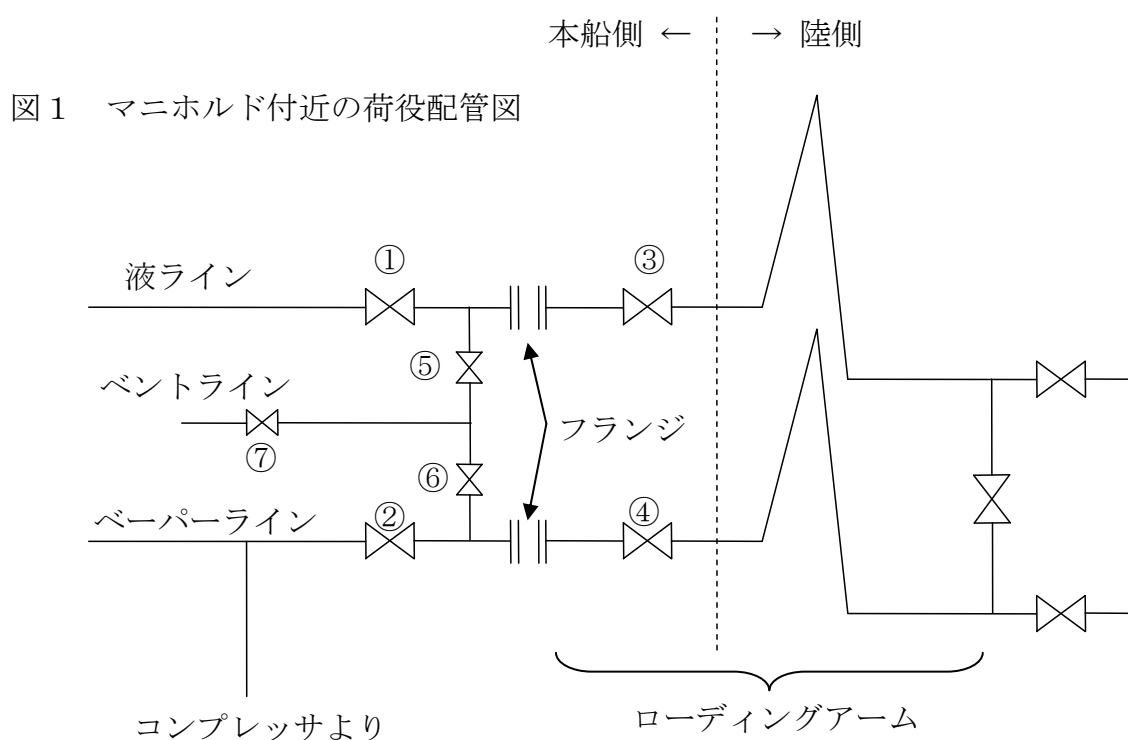 本船側 ← → 陸側
図1 マニホルド付近の荷役配管図
① ③
液ライン
⑤
ベントライン
フランジ
⑦
⑥
ベーパーライン ② ④
コンプレッサより
ローディングアーム